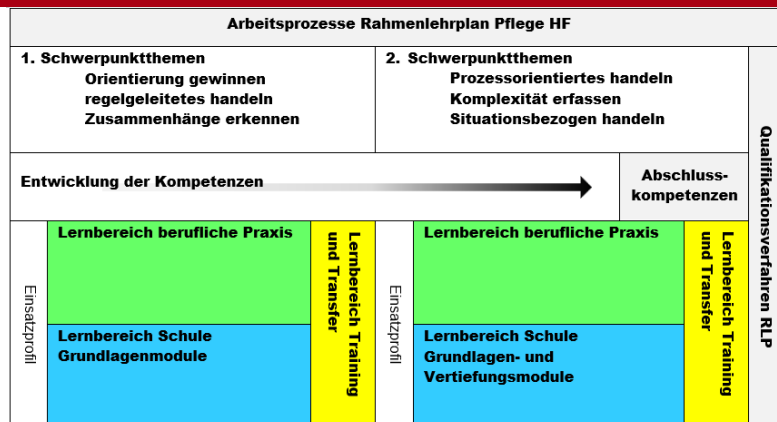 Arbeitsprozesse Rahmenlehrplan Pflege HF
1. Schwerpunktthemen
Orientierung gewinnen
regelgeleitetes handeln
Zusammenhänge erkennen
2. Schwerpunktthemen
Prozessorientiertes handeln
Komplexität erfassen
Situationsbezogen handeln
Entwicklung der Kompetenzen
Abschluss-
kompetenzen
Einsatzprofil
Lernbereich berufliche Praxis
Lernbereich Schule
Grundlagenmodule
Lernbereich Training
und Transfer
Einsatzprofil
Lernbereich berufliche Praxis
Lernbereich Schule
Grundlagen- und
Vertiefungsmodule
Lernbereich Training
und Transfer
Qualifikationsverfahren RLP